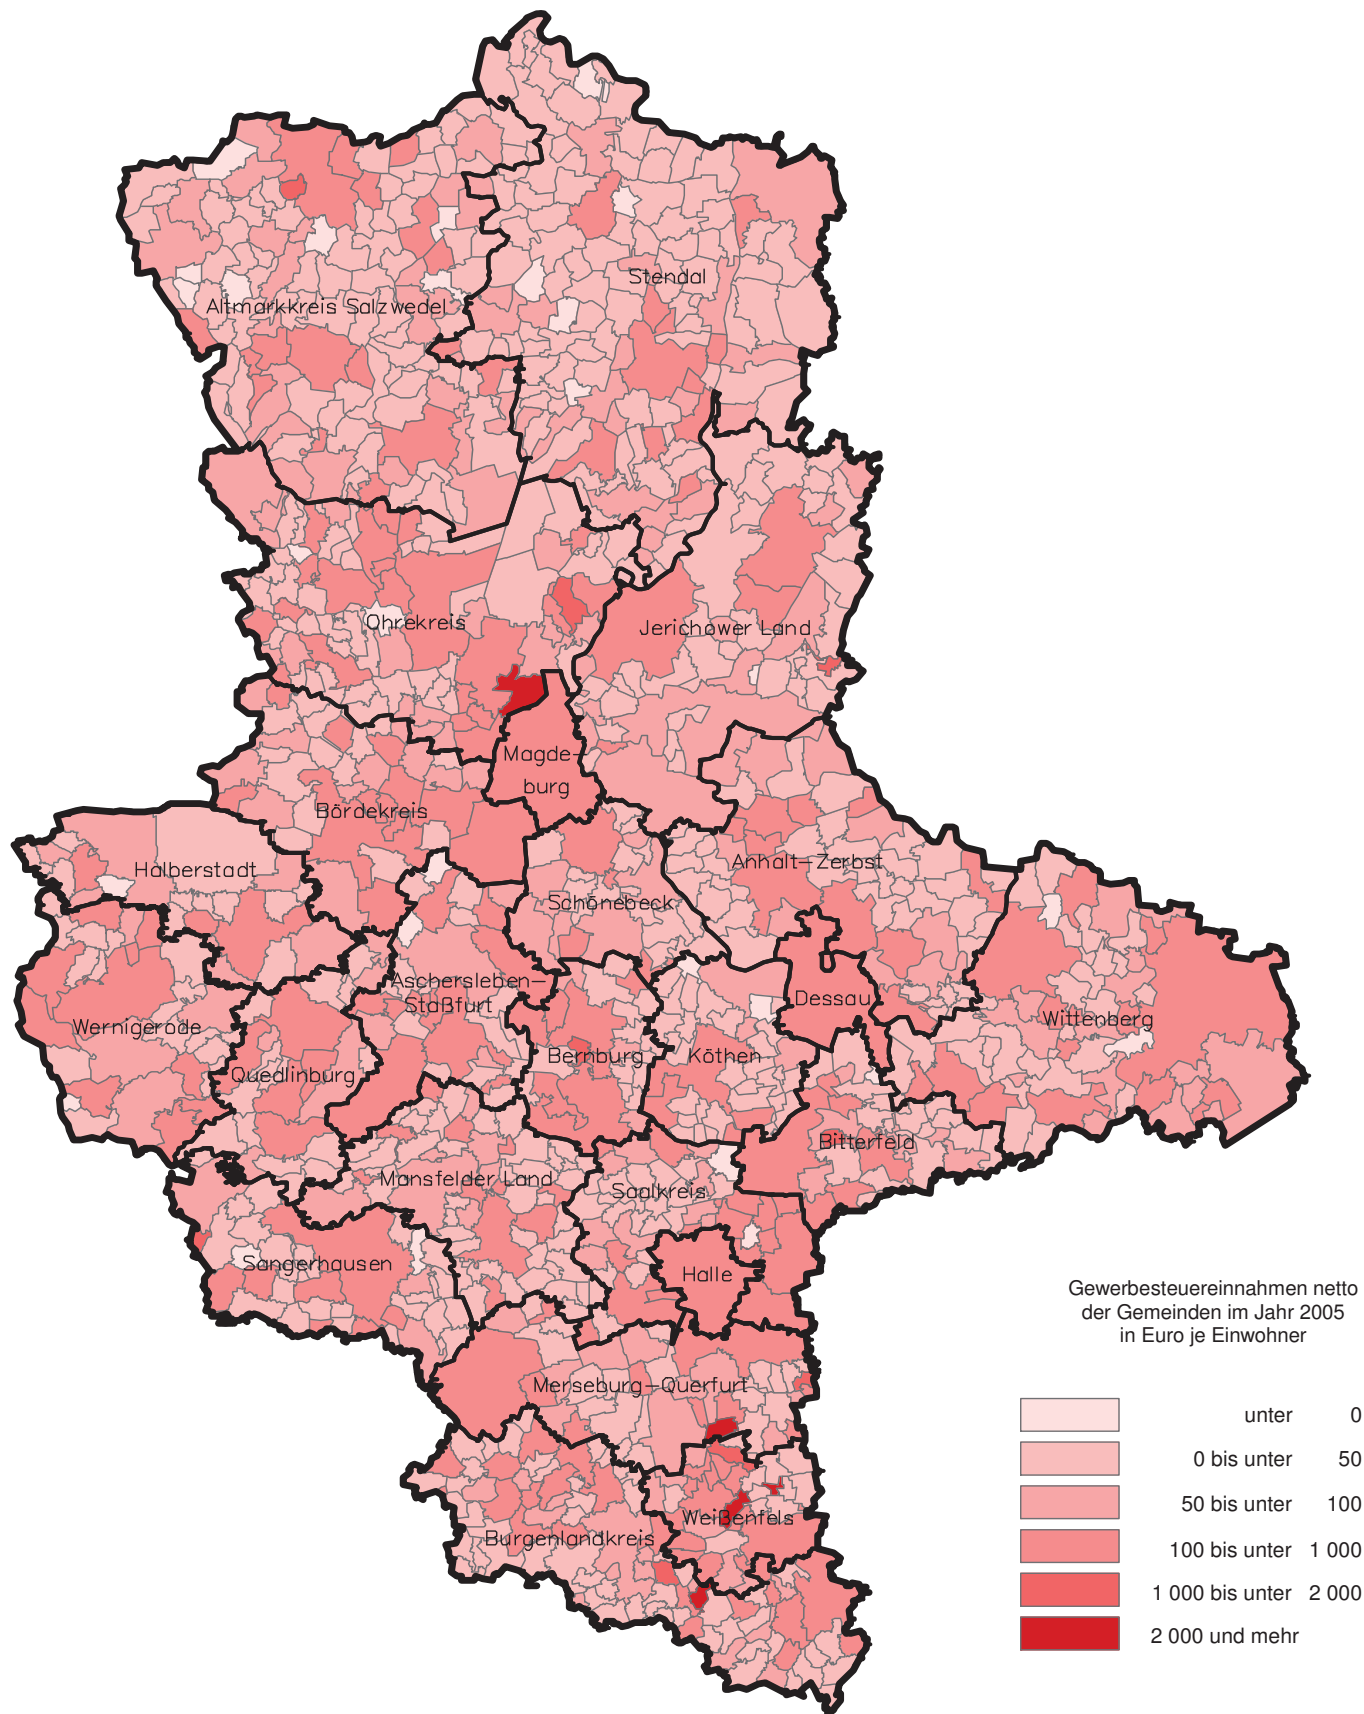 Stendal
Altmarkkreis Salzwedel
Ohrekreis
Jerichower Land
Magde-
burg
Bördekreis
Halberstadt
Anhalt-Zerbst
Schönebeck
Aschersleben-
Staßfurt
Dessau
Wernigerode
Wittenberg
Bernburg
Köthen
Quedlinburg
Bitterfeld
Mansfelder Land
Saalkreis
Sangerhausen
Halle
Merseburg-Querfurt
Weißenfels
Burgenlandkreis
Gewerbesteuereinnahmen netto
der Gemeinden im Jahr 2005
in Euro je Einwohner
unter 0
0 bis unter 50
50 bis unter 100
100 bis unter 1 000
1 000 bis unter 2 000
2 000 und mehr